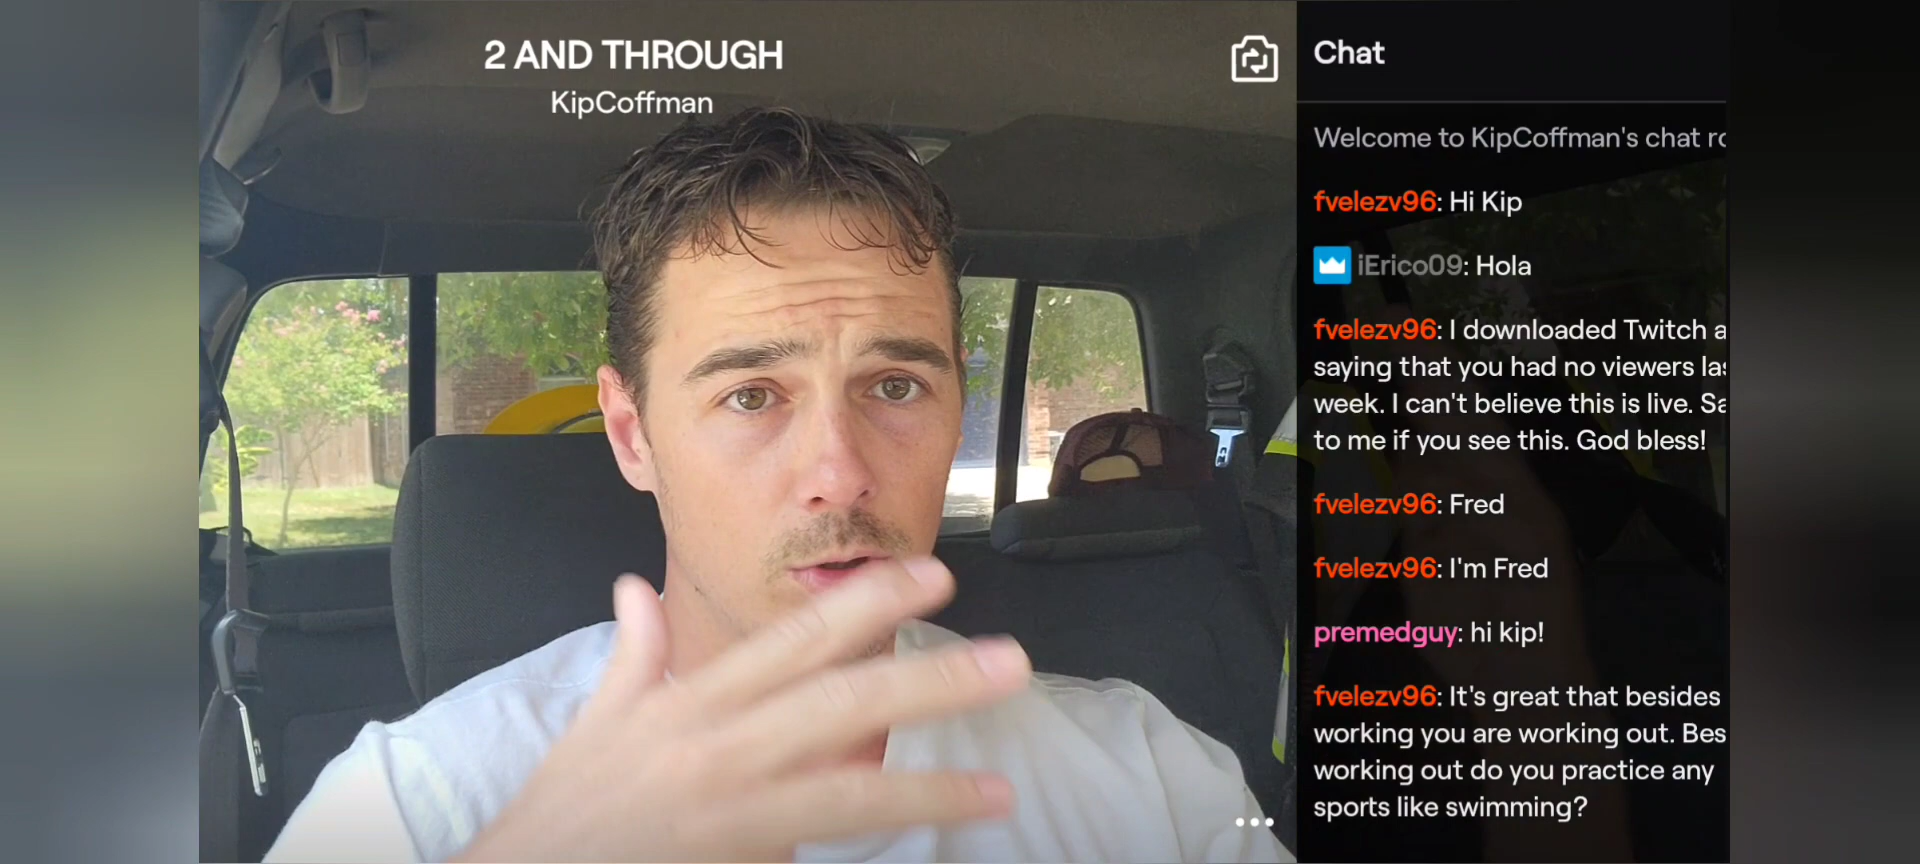 2 AND THROUGH
KipCoffman
Chat
Welcome to KipCoffman's chat
fvelezv96: Hi Kip
iErico09: Hola
fvelezv96: I downloaded Twitch a
saying that you had no viewers
week. I can't believe this is live.
to me if you see this. God bless!
fvelezv96: Fred
fvelezv96: I'm Fred
premedguy: hi kip!
fvelezv96: It's great that besides
working you are working out.
working out do you practice any
sports like swimming?